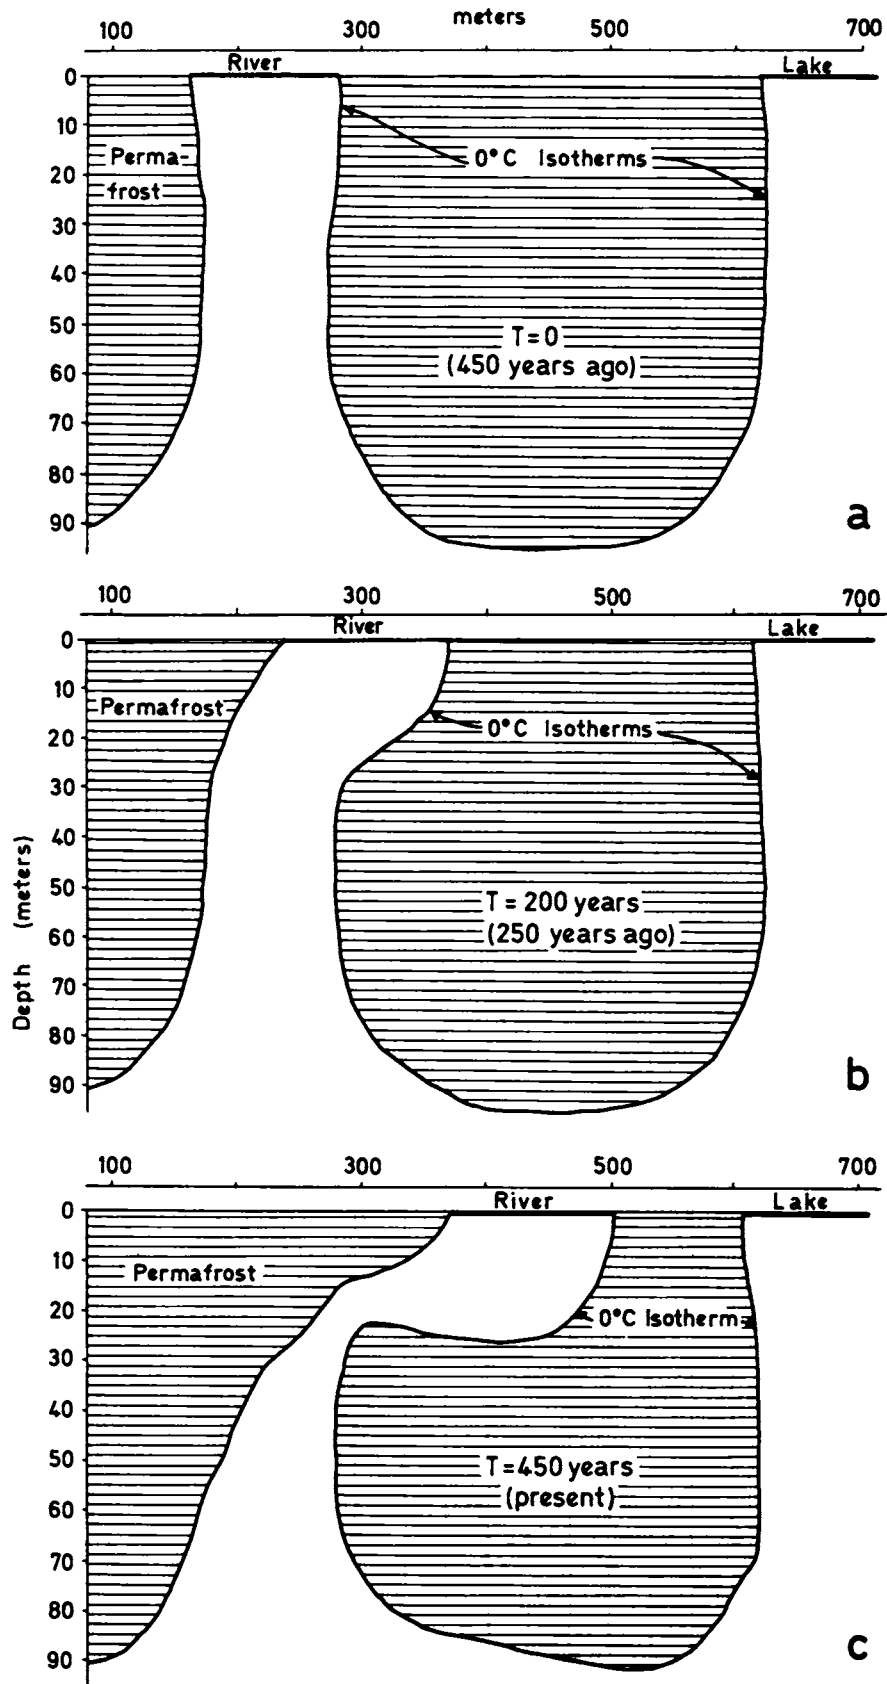 meters
100 300 500 700
River Lake
0
10
20
30
40
50
60
70
80
90
Perma-
frost
0°C Isotherms
T=0
(450 years ago)
a
100 300 500 700
River Lake
0
10
20
30
40
50
60
70
80
90
Depth (meters)
Permafrost
0°C Isotherms
T = 200 years
(250 years ago)
b
100 300 500 700
River Lake
0
10
20
30
40
50
60
70
80
90
Permafrost
0°C Isotherm
T=450 years
(present)
c